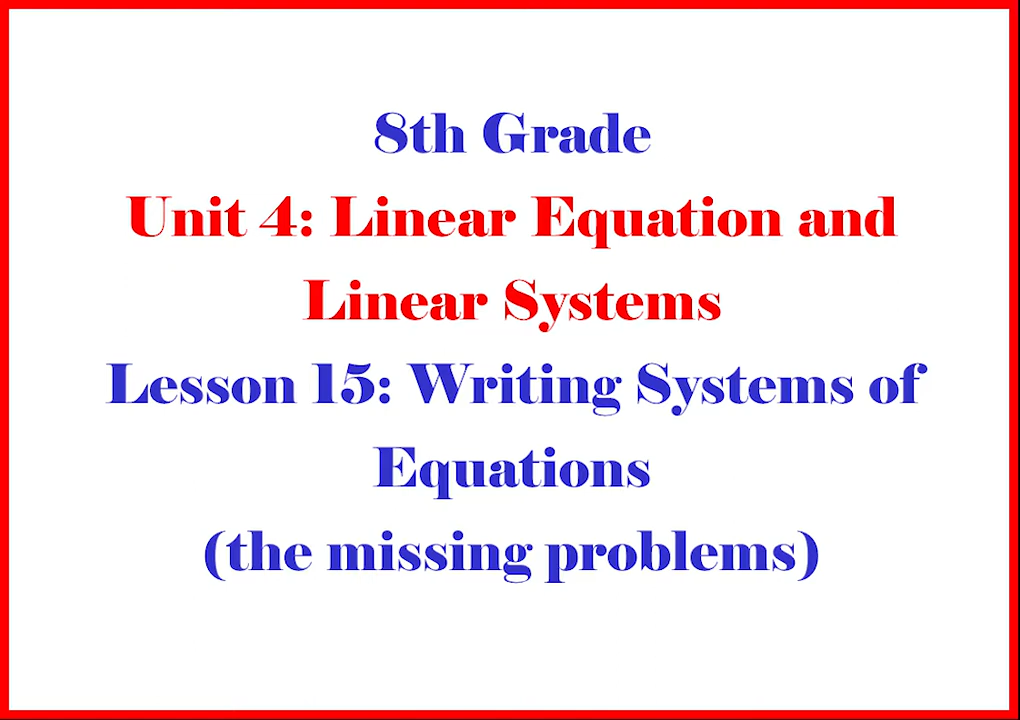 8th Grade
Unit 4: Linear Equation and
Linear Systems
Lesson 15: Writing Systems of
Equations
(the missing problems)